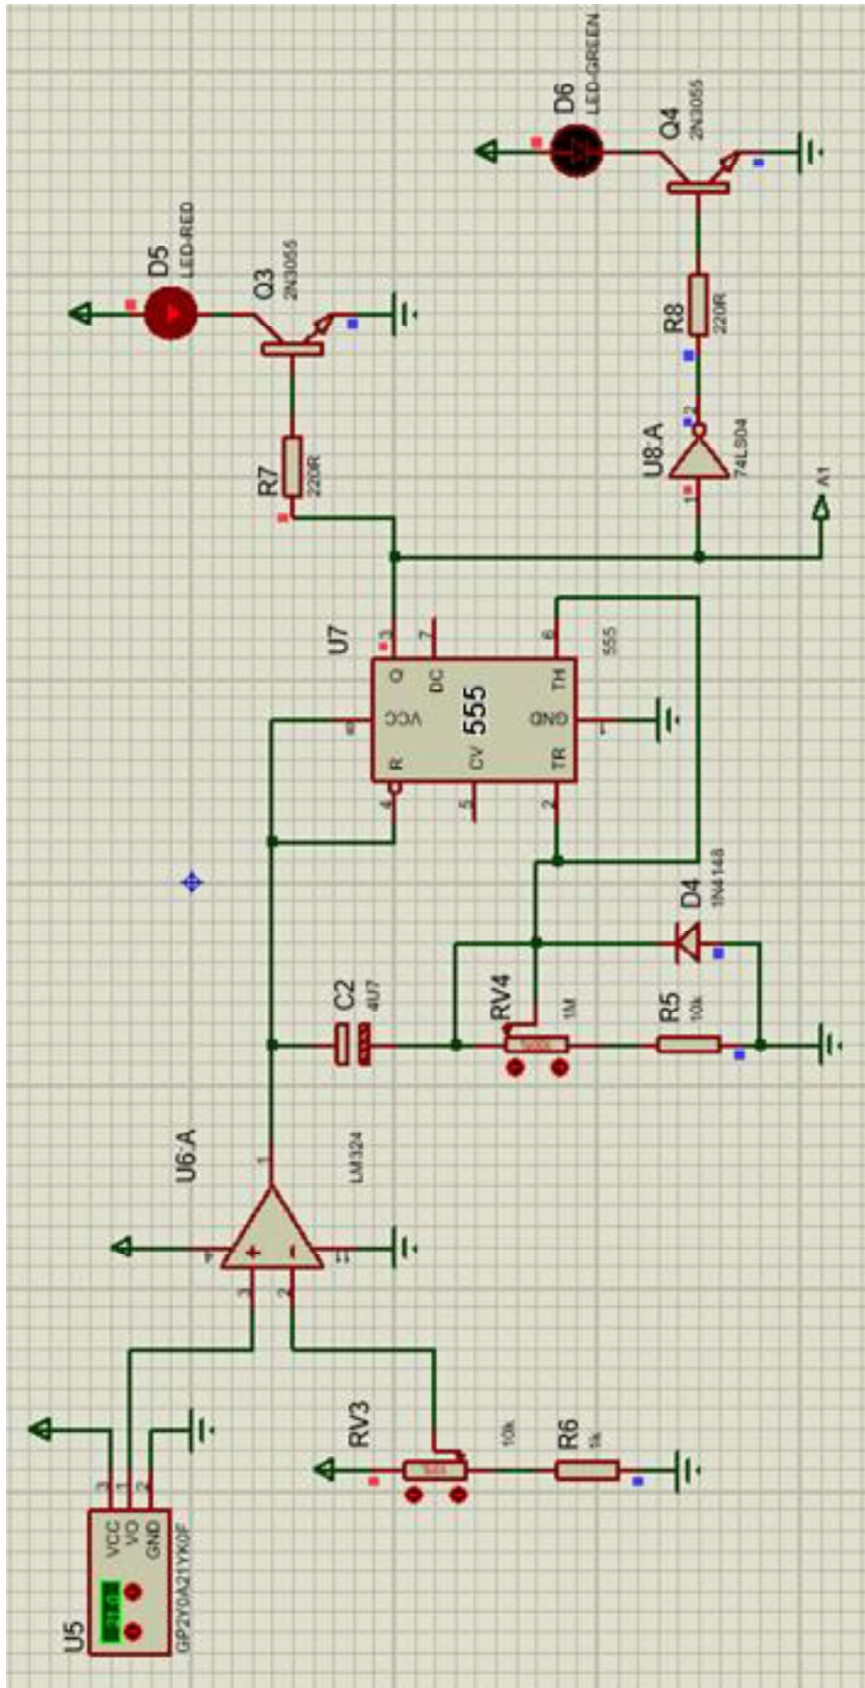 U5
VCC
VO
GND
3
1
2
GP2Y0A21YK0F
RV3
10k
R6
1k
U6:A
3
2
1
4
11
+
-
LM324
C2
4U7
RV4
1M
R5
10k
D4
1N4148
U7
4
5
2
8
1
3
7
6
R
CV
TR
VCC
GND
Q
DC
TH
555
555
R7
220R
Q3
2N3055
D5
LED-RED
U8:A
1
2
74LS04
A1
R8
220R
Q4
2N3055
D6
LED-GREEN